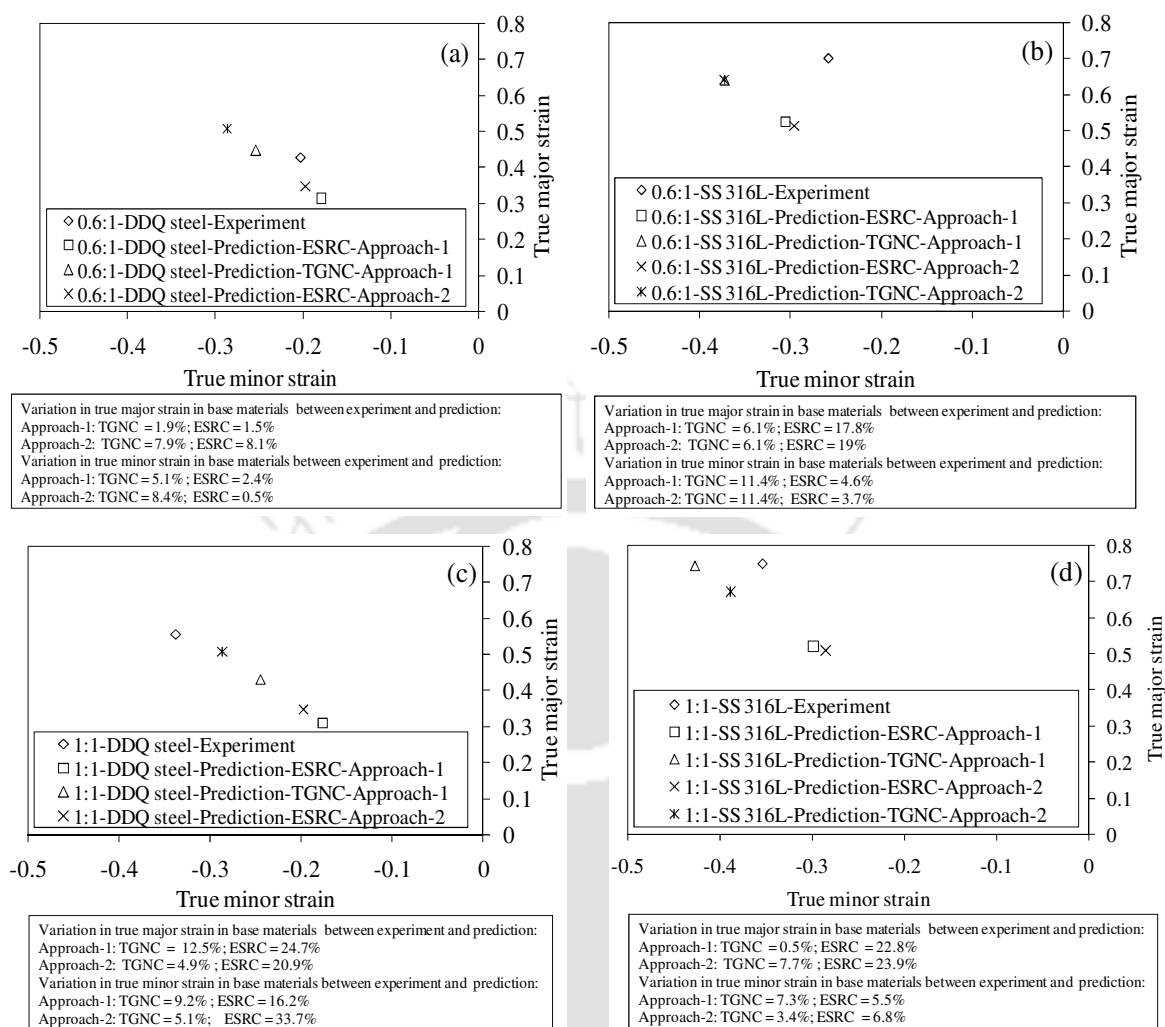 0.8
(a)
0.7
0.6
0.5
0.4
0.3
0.2
0.1
0
True major strain
◇ 0.6:1-DDQ steel-Experiment
□ 0.6:1-DDQ steel-Prediction-ESRC-Approach-1
△ 0.6:1-DDQ steel-Prediction-TGNC-Approach-1
× 0.6:1-DDQ steel-Prediction-ESRC-Approach-2
-0.5 -0.4 -0.3 -0.2 -0.1 0
True minor strain
Variation in true major strain in base materials between experiment and prediction:
Approach-1: TGNC = 1.9%; ESRC = 1.5%
Approach-2: TGNC = 7.9% ; ESRC = 8.1%
Variation in true minor strain in base materials between experiment and prediction:
Approach-1: TGNC = 5.1% ; ESRC = 2.4%
Approach-2: TGNC = 8.4%; ESRC = 0.5%
0.8
(b)
0.7
0.6
0.5
0.4
0.3
0.2
0.1
0
True major strain
◇ 0.6:1-SS 316L-Experiment
□ 0.6:1-SS 316L-Prediction-ESRC-Approach-1
△ 0.6:1-SS 316L-Prediction-TGNC-Approach-1
× 0.6:1-SS 316L-Prediction-ESRC-Approach-2
ж 0.6:1-SS 316L-Prediction-TGNC-Approach-2
-0.5 -0.4 -0.3 -0.2 -0.1 0
True minor strain
Variation in true major strain in base materials between experiment and prediction:
Approach-1: TGNC = 6.1% ; ESRC = 17.8%
Approach-2: TGNC = 6.1% ; ESRC = 19%
Variation in true minor strain in base materials between experiment and prediction:
Approach-1: TGNC = 11.4% ; ESRC = 4.6%
Approach-2: TGNC = 11.4%; ESRC = 3.7%
0.8
(c)
0.7
0.6
0.5
0.4
0.3
0.2
0.1
0
True major strain
◇ 1:1-DDQ steel-Experiment
□ 1:1-DDQ steel-Prediction-ESRC-Approach-1
△ 1:1-DDQ steel-Prediction-TGNC-Approach-1
× 1:1-DDQ steel-Prediction-ESRC-Approach-2
-0.5 -0.4 -0.3 -0.2 -0.1 0
True minor strain
Variation in true major strain in base materials between experiment and prediction:
Approach-1: TGNC = 12.5%; ESRC = 24.7%
Approach-2: TGNC = 4.9% ; ESRC = 20.9%
Variation in true minor strain in base materials between experiment and prediction:
Approach-1: TGNC = 9.2% ; ESRC = 16.2%
Approach-2: TGNC = 5.1%; ESRC = 33.7%
0.8
(d)
0.7
0.6
0.5
0.4
0.3
0.2
0.1
0
True major strain
◇ 1:1-SS 316L-Experiment
□ 1:1-SS 316L-Prediction-ESRC-Approach-1
△ 1:1-SS 316L-Prediction-TGNC-Approach-1
× 1:1-SS 316L-Prediction-ESRC-Approach-2
ж 1:1-SS 316L-Prediction-TGNC-Approach-2
-0.5 -0.4 -0.3 -0.2 -0.1 0
True minor strain
Variation in true major strain in base materials between experiment and prediction:
Approach-1: TGNC = 0.5% ; ESRC = 22.8%
Approach-2: TGNC = 7.7% ; ESRC = 23.9%
Variation in true minor strain in base materials between experiment and prediction:
Approach-1: TGNC = 7.3% ; ESRC = 5.5%
Approach-2: TGNC = 3.4%; ESRC = 6.8%